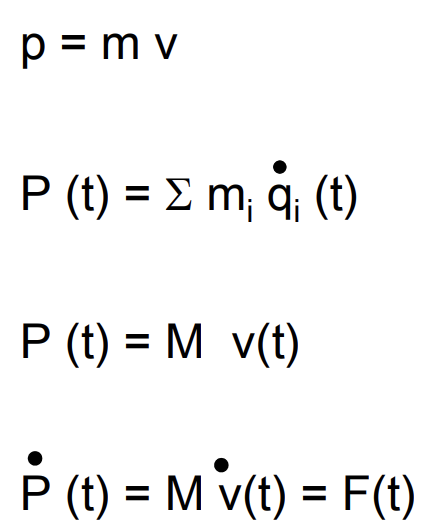 p = m v
P (t) = Σ mᵢ q̇ᵢ (t)
P (t) = M v(t)
Ṗ (t) = M v̇(t) = F(t)